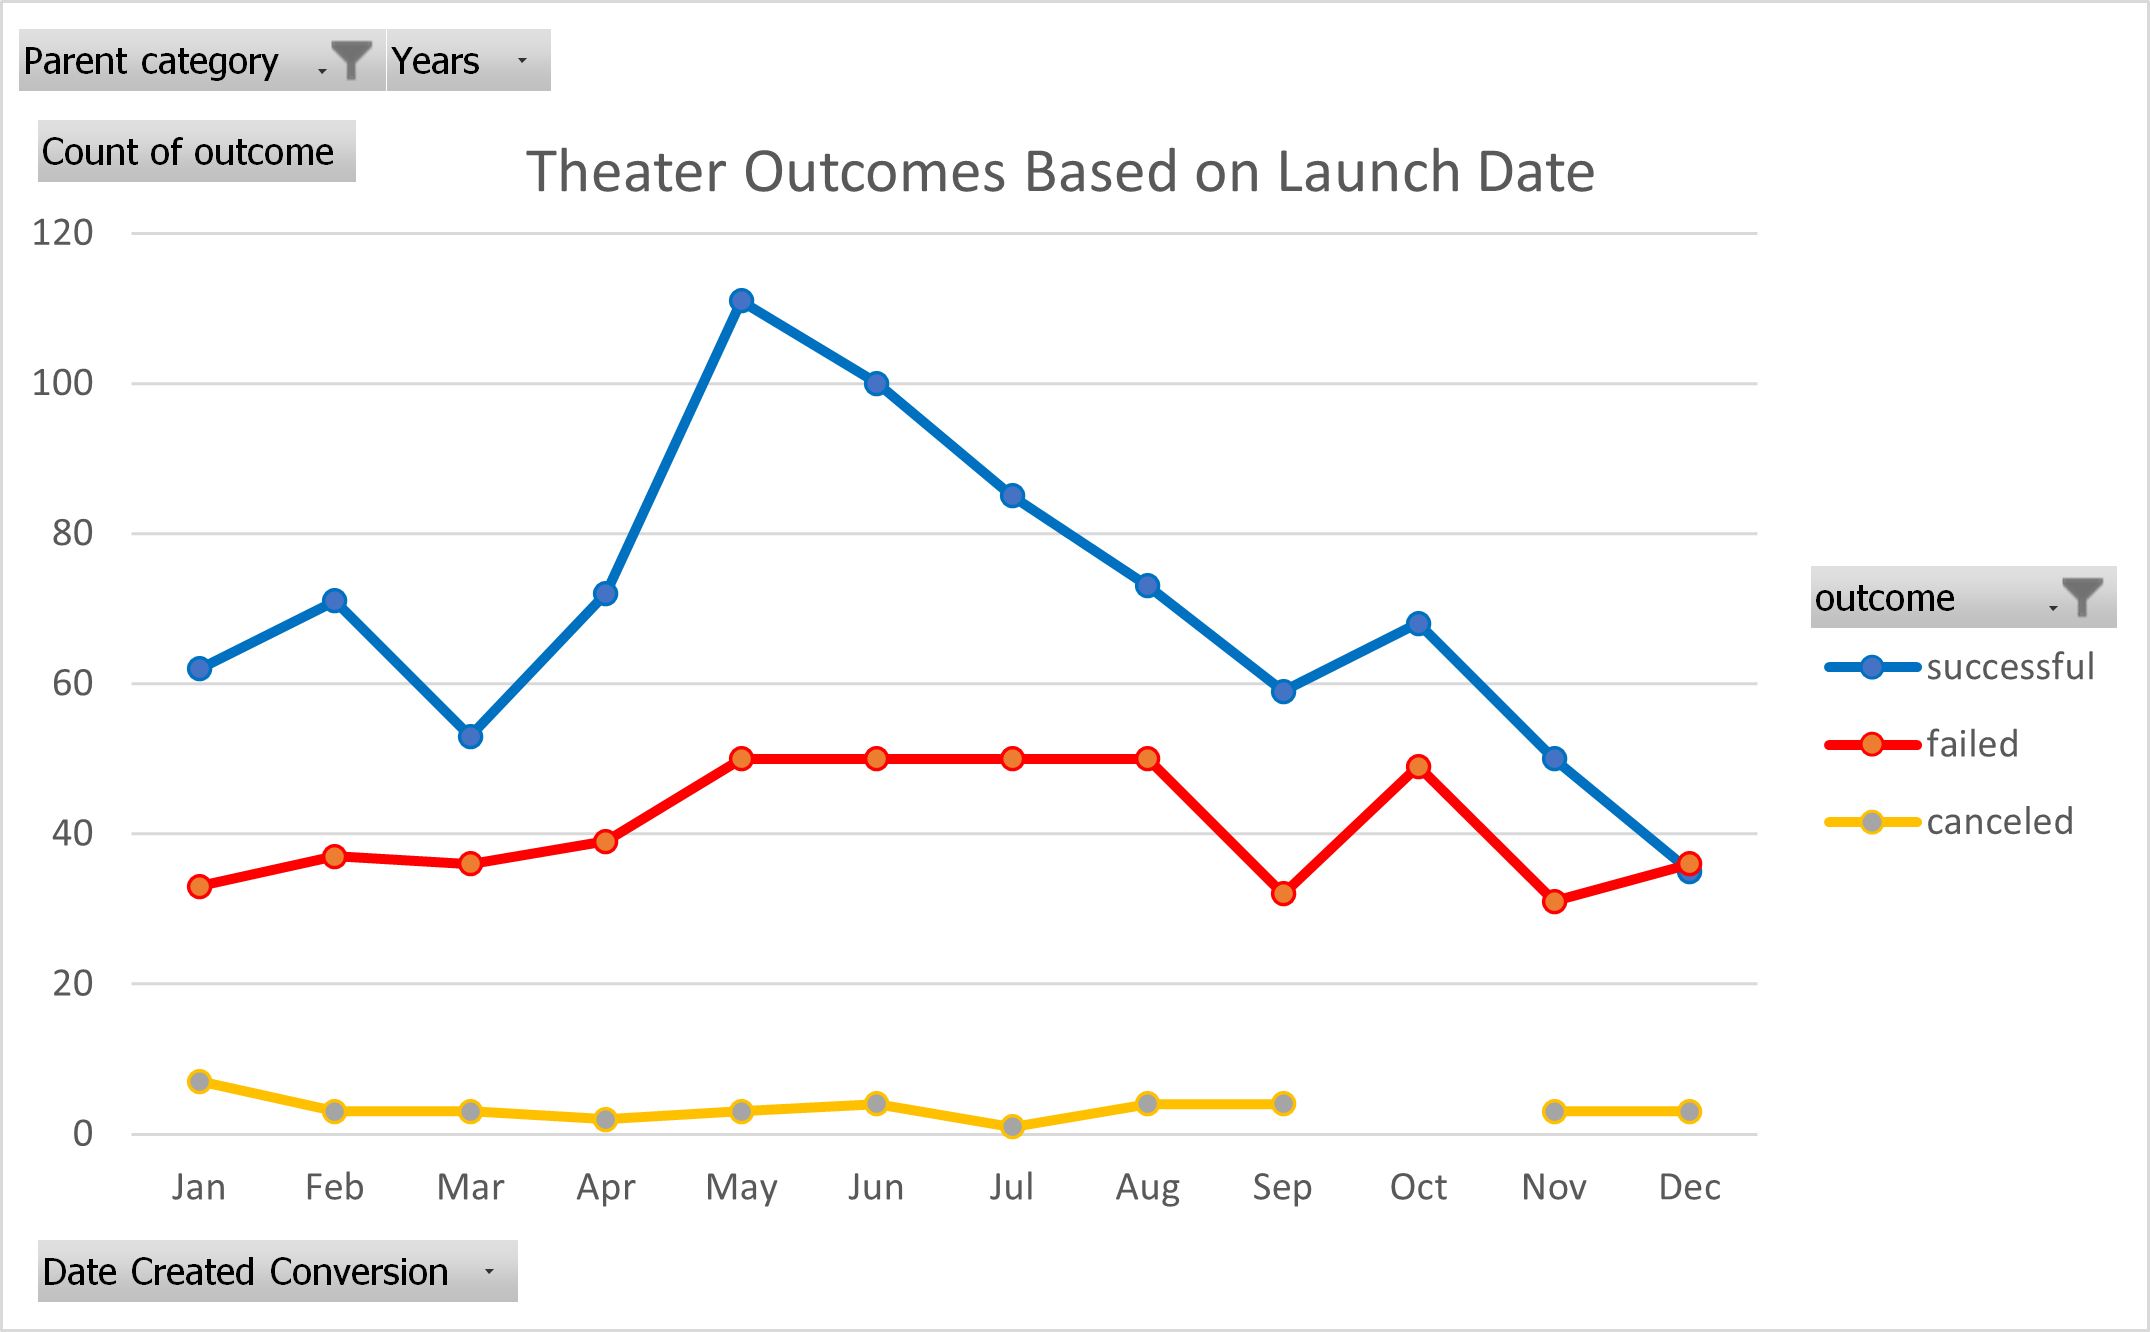 Parent category Years
Count of outcome
Theater Outcomes Based on Launch Date
120
100
80
60
40
20
0
Jan Feb Mar Apr May Jun Jul Aug Sep Oct Nov Dec
outcome
successful
failed
canceled
Date Created Conversion